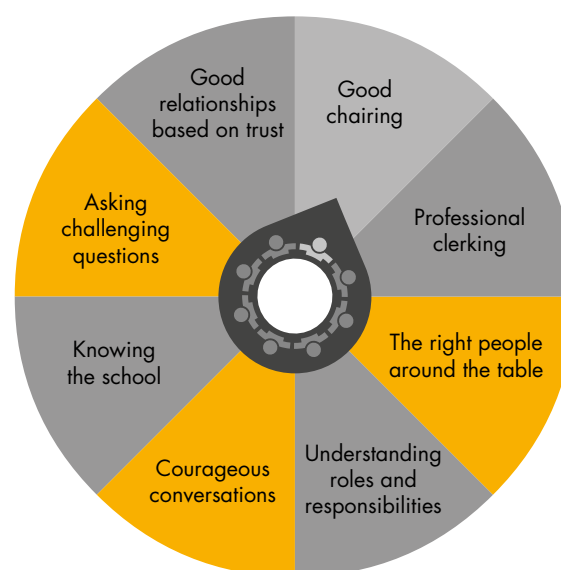 Good
relationships
based on trust
Good
chairing
Professional
clerking
The right people
around the table
Understanding
roles and
responsibilities
Courageous
conversations
Knowing
the school
Asking
challenging
questions